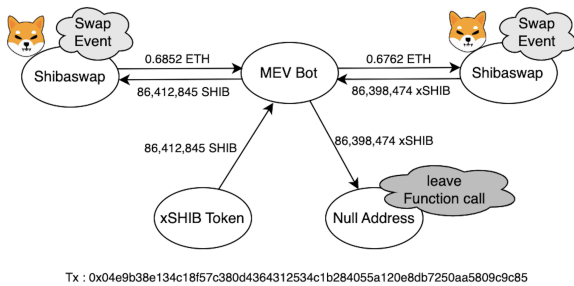 Swap
Event
Shibaswap
0.6852 ETH
86,412,845 SHIB
MEV Bot
0.6762 ETH
86,398,474 xSHIB
Swap
Event
Shibaswap
86,412,845 SHIB
86,398,474 xSHIB
leave
Function call
xSHIB Token
Null Address
Tx : 0x04e9b38e134c18f57c380d4364312534c1b284055a120e8db7250aa5809c9c85